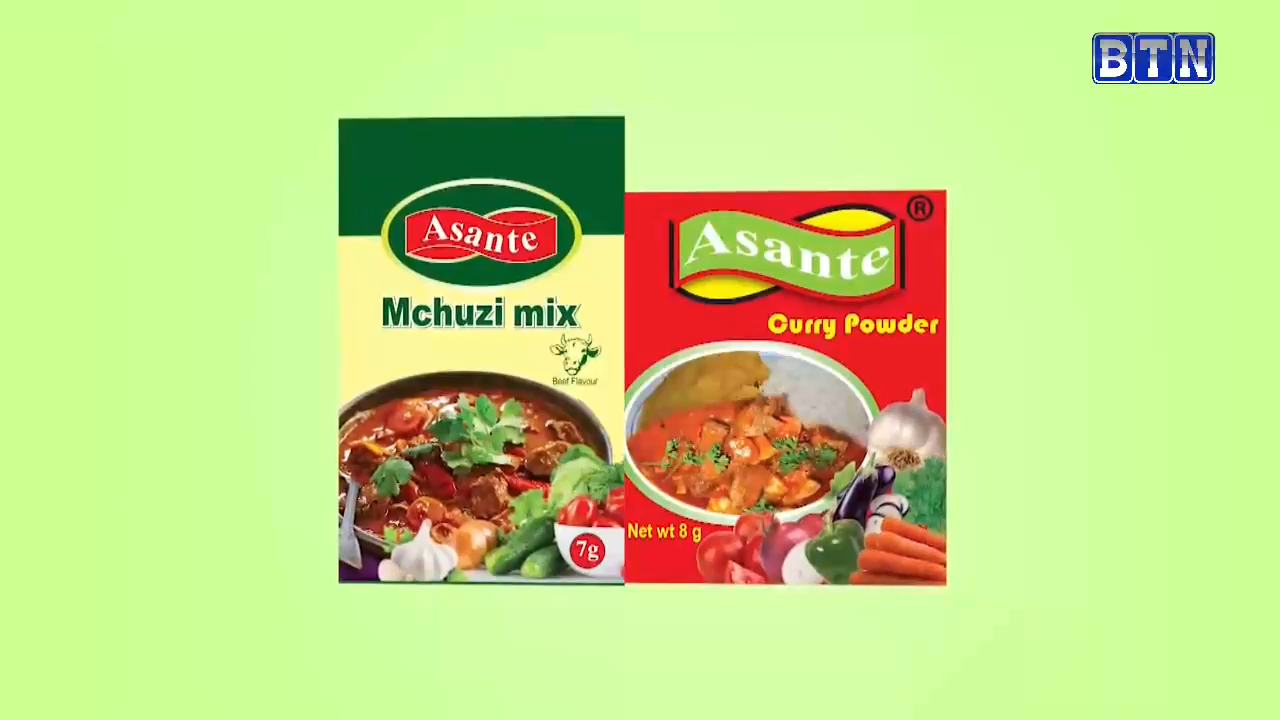 BTN
Asante
Mchuzi mix
Beef Flavour
7g
Asante
®
Curry Powder
Net wt 8 g